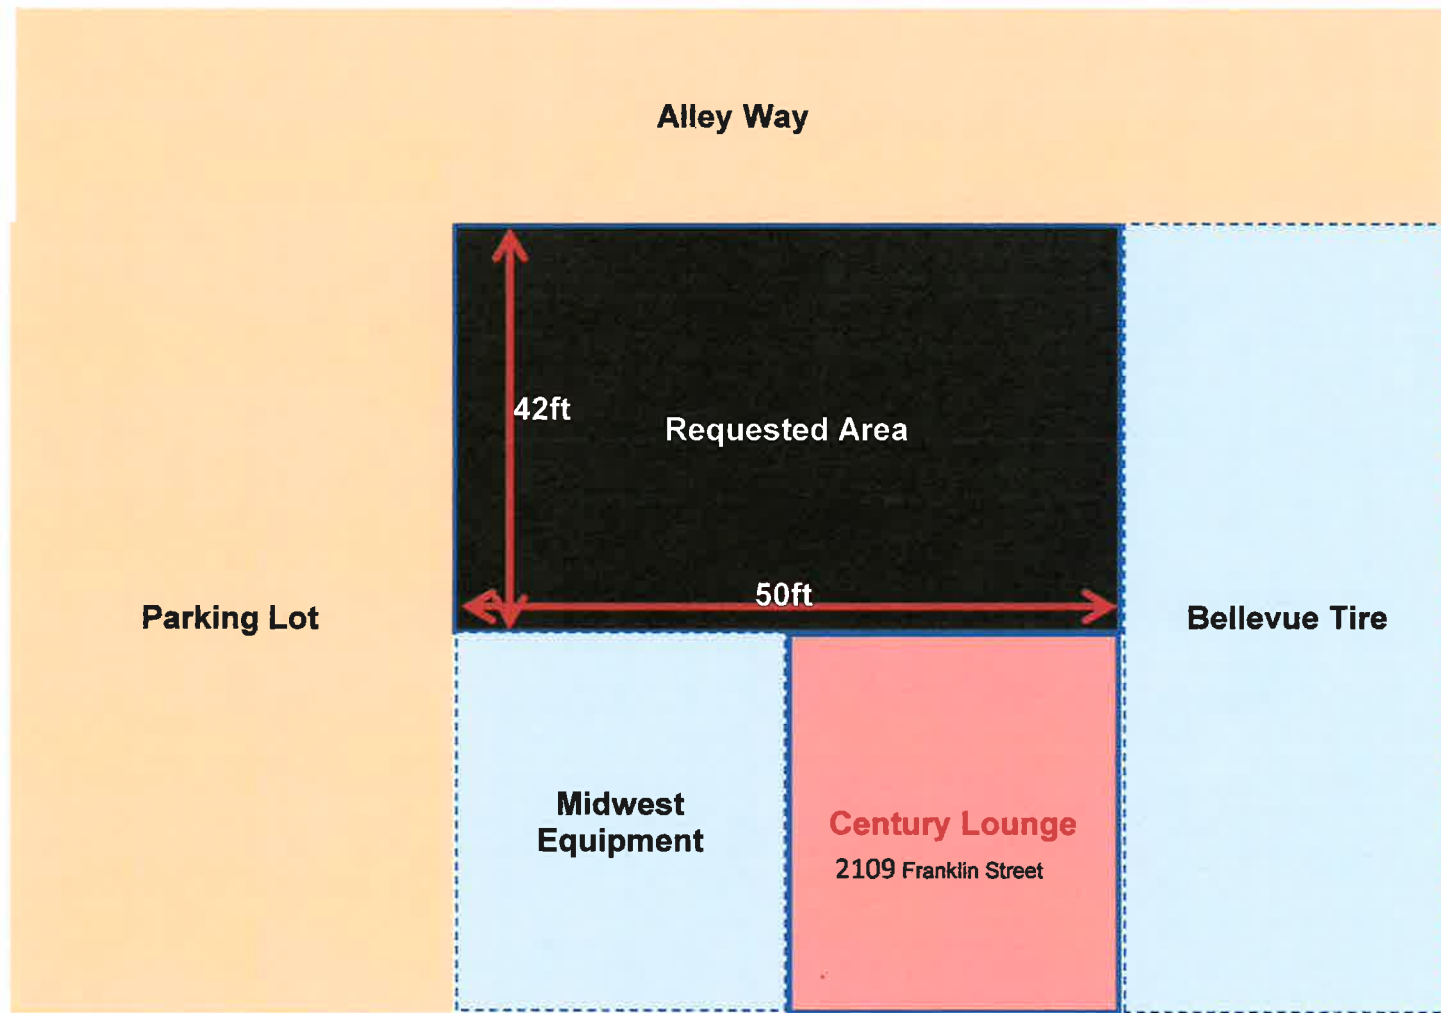 Alley Way
42ft
Requested Area
50ft
Parking Lot
Bellevue Tire
Midwest
Equipment
Century Lounge
2109 Franklin Street